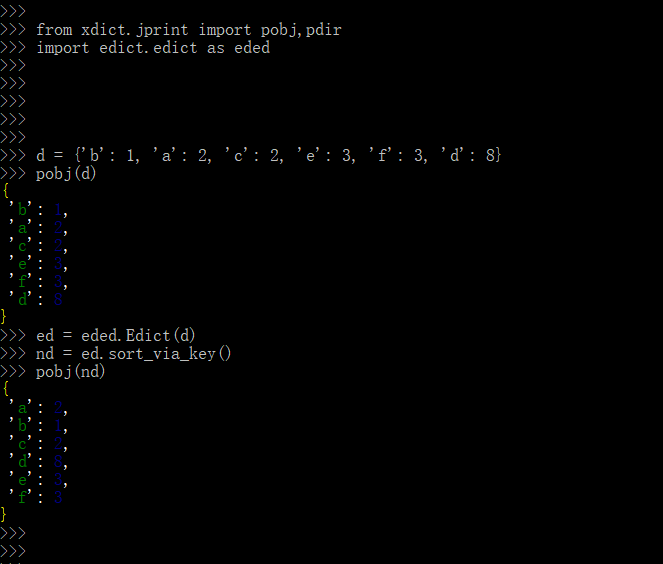 >>>
>>> from xdict.jprint import pobj,pdir
>>> import edict.edict as eded
>>>
>>>
>>>
>>>
>>>
>>> d = {'b': 1, 'a': 2, 'c': 2, 'e': 3, 'f': 3, 'd': 8}
>>> pobj(d)
{
 'b': 1,
 'a': 2,
 'c': 2,
 'e': 3,
 'f': 3,
 'd': 8
}
>>> ed = eded.Edict(d)
>>> nd = ed.sort_via_key()
>>> pobj(nd)
{
 'a': 2,
 'b': 1,
 'c': 2,
 'd': 8,
 'e': 3,
 'f': 3
}
>>>
>>>